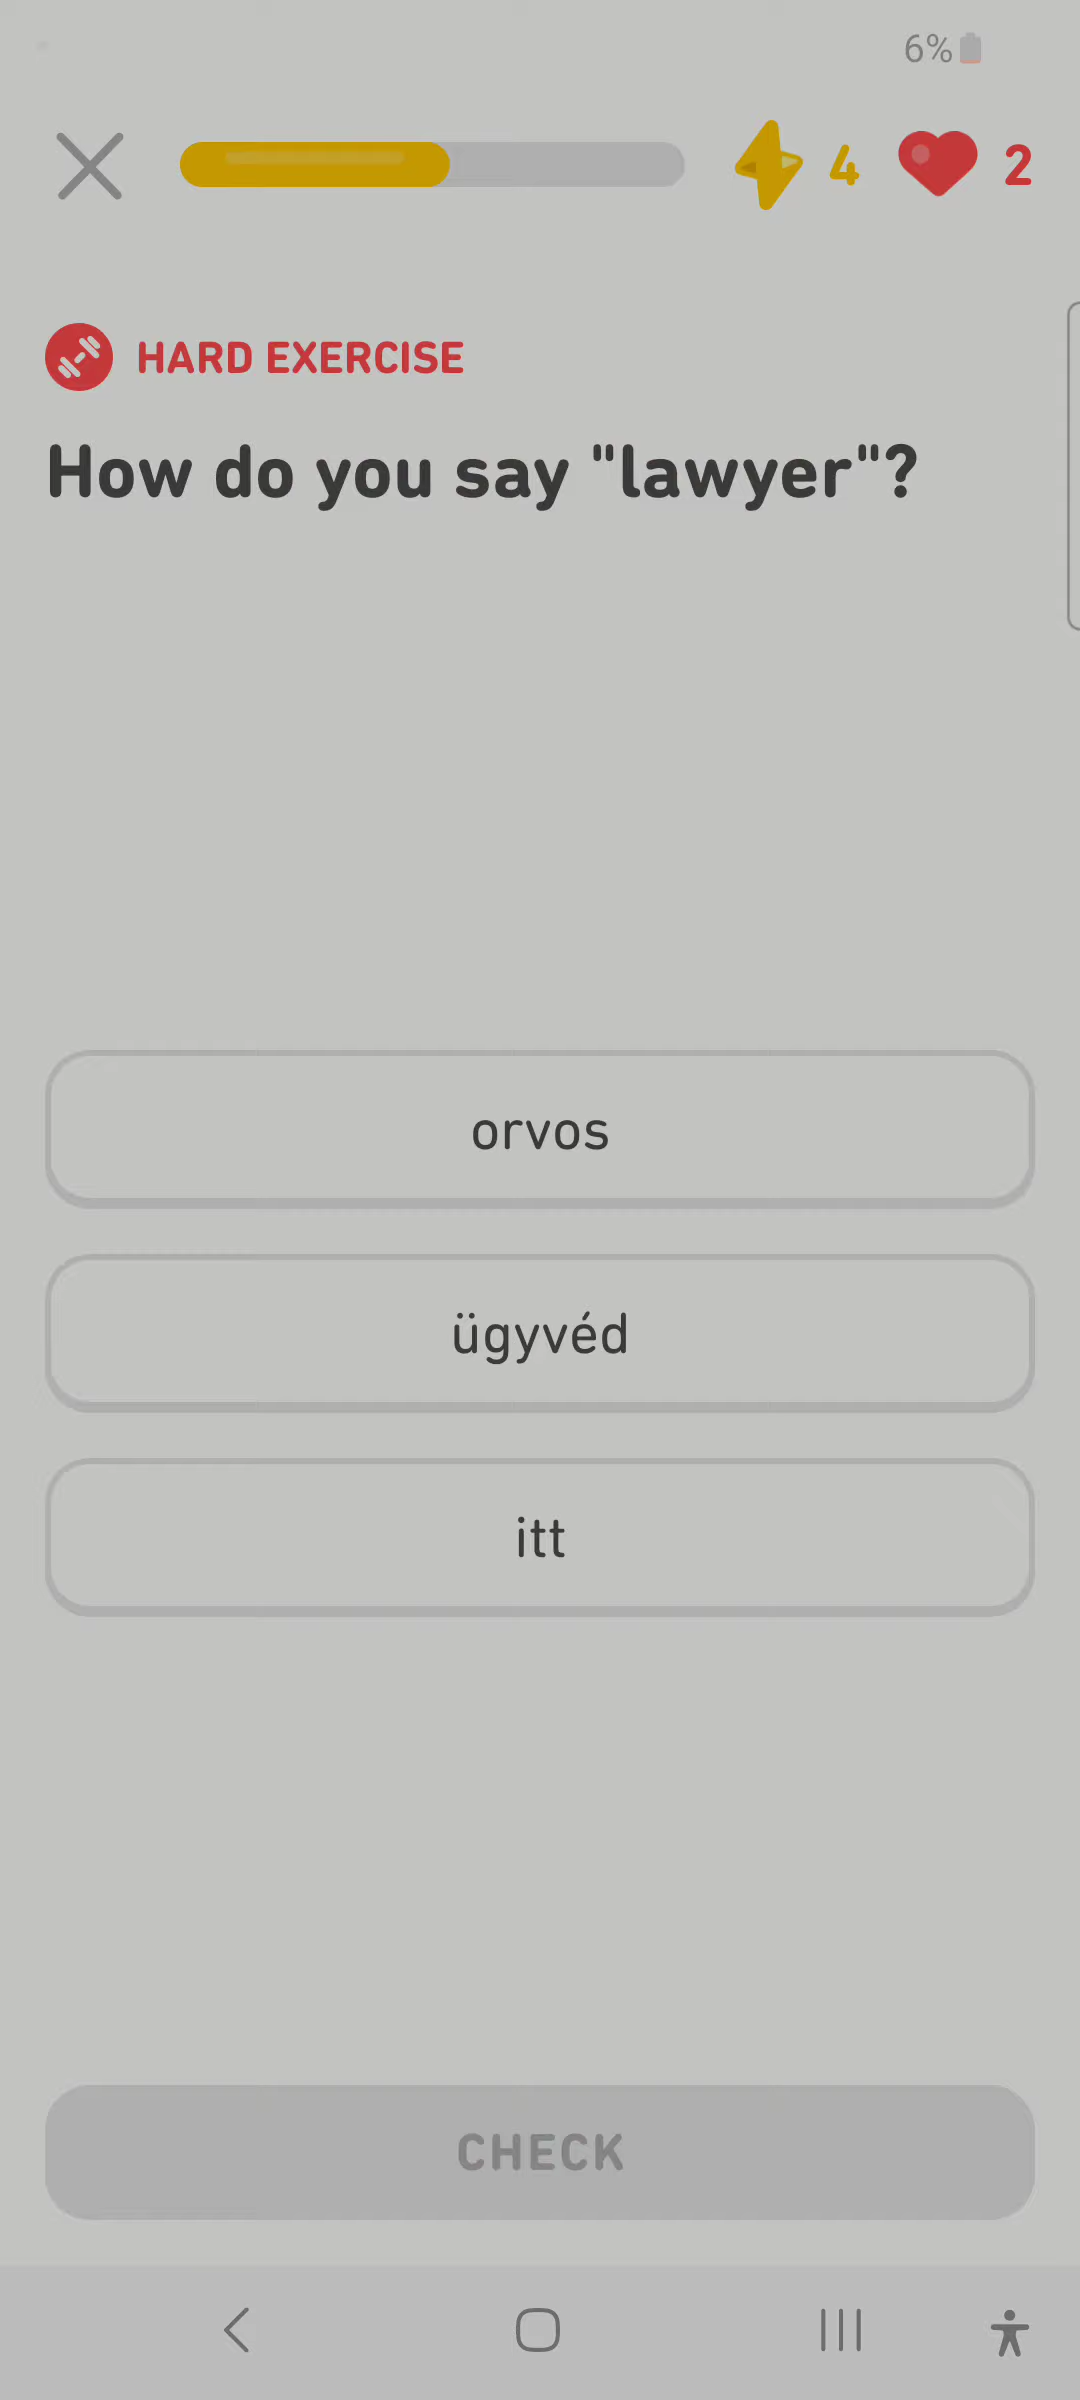 6%
4
2
HARD EXERCISE
How do you say "lawyer"?
orvos
ügyvéd
itt
CHECK